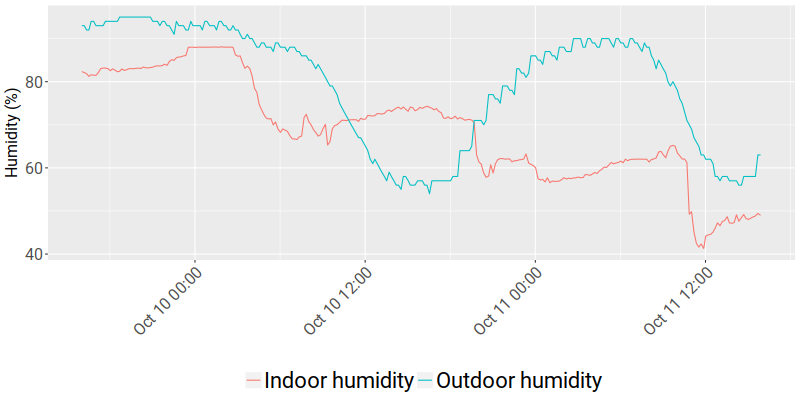 Humidity (%)
80
60
40
Oct 10 00:00
Oct 10 12:00
Oct 11 00:00
Oct 11 12:00
Indoor humidity Outdoor humidity